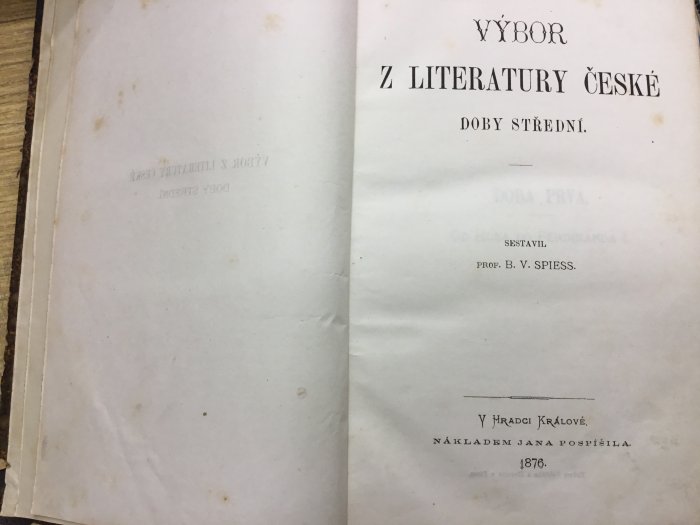 VÝBOR
Z LITERATURY ČESKÉ
DOBY STŘEDNÍ.
SESTAVIL
PROF. B. V. SPIESS.
V HRADCI KRÁLOVÉ,
NÁKLADEM JANA POSPÍŠILA.
1876.